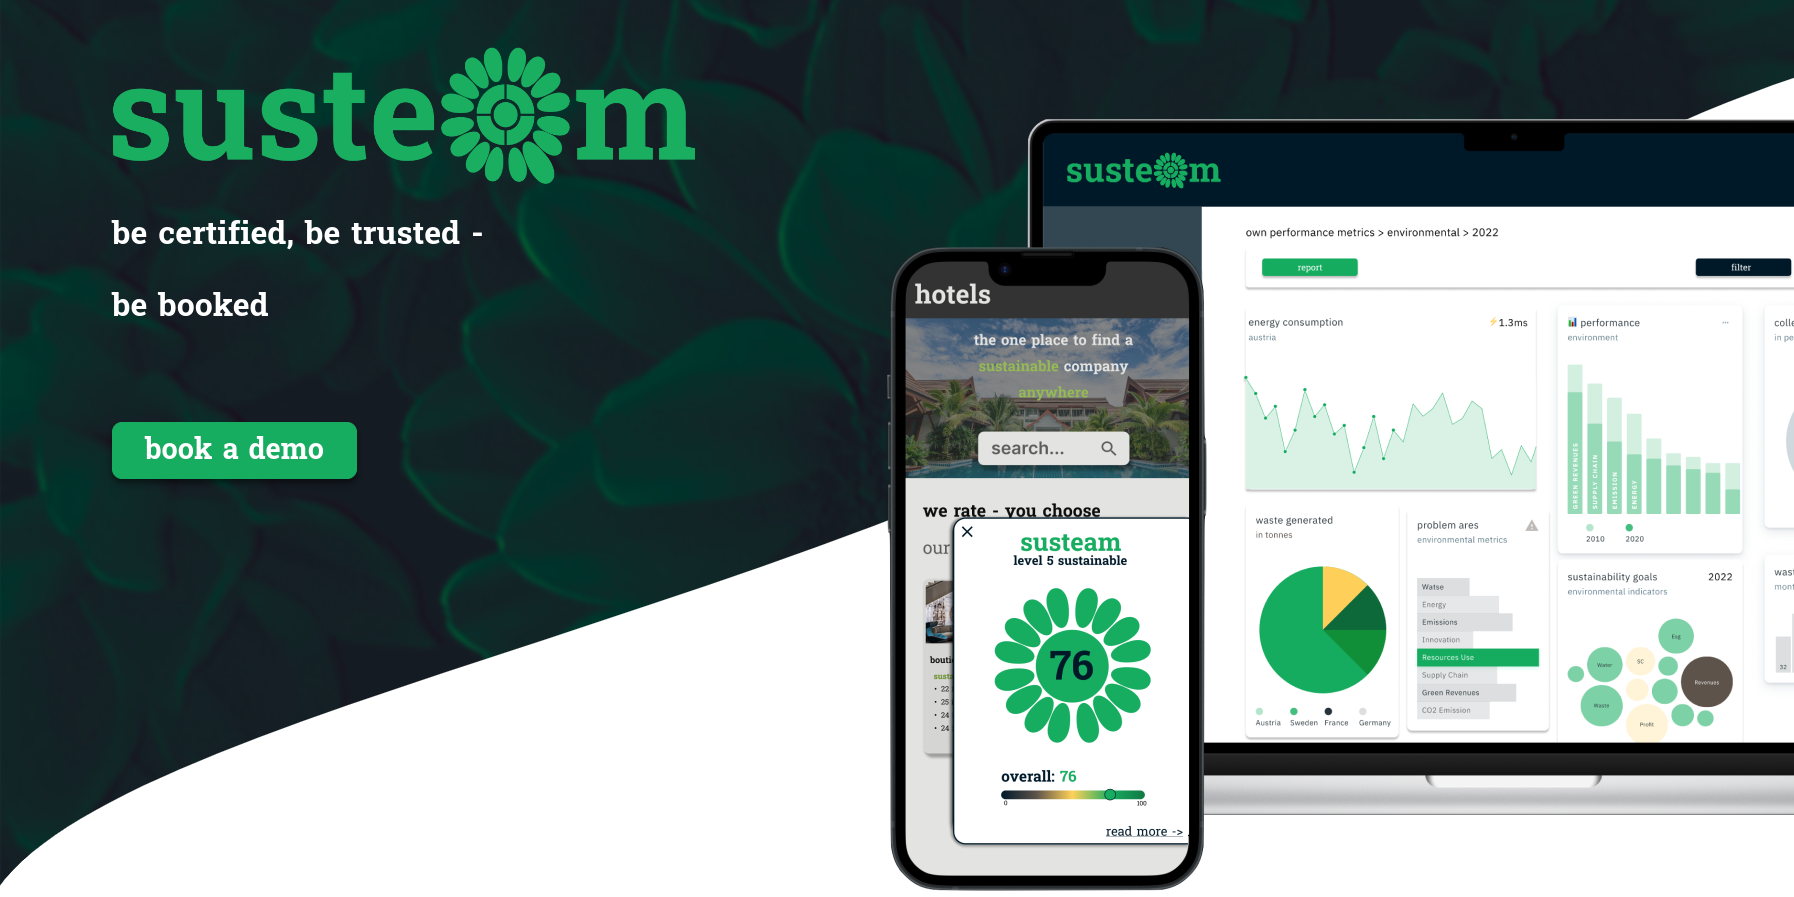 susteam
be certified, be trusted -
be booked
book a demo
hotels
the one place to find a
sustainable company
anywhere
search...
we rate - you choose
our
bouti
susta
• 22
• 25
• 24
• 24
susteam
level 5 sustainable
76
overall: 76
0
100
read more ->
susteam
own performance metrics > environmental > 2022
report
filter
energy consumption
⚡1.3ms
austria
performance
...
environment
GREEN REVENUES
SUPPLY CHAIN
EMISSION
ENERGY
2010
2020
colle
in pe
waste generated
in tonnes
Austria
Sweden
France
Germany
problem ares
environmental metrics
Watse
Energy
Emissions
Innovation
Resources Use
Supply Chain
Green Revenues
CO2 Emission
sustainability goals
2022
environmental indicators
Esg
Water
SC
Revenues
Waste
Profit
wast
mont
32